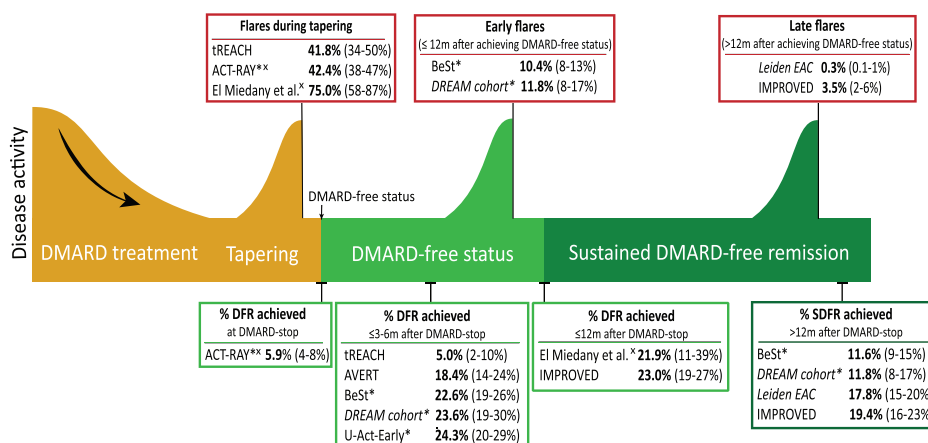 Flares during tapering
tREACH 41.8% (34-50%)
ACT-RAY*ˣ 42.4% (38-47%)
El Miedany et al.ˣ 75.0% (58-87%)
Early flares
(≤ 12m after achieving DMARD-free status)
BeSt* 10.4% (8-13%)
DREAM cohort* 11.8% (8-17%)
Late flares
(>12m after achieving DMARD-free status)
Leiden EAC 0.3% (0.1-1%)
IMPROVED 3.5% (2-6%)
Disease activity
DMARD-free status
DMARD treatment
Tapering
DMARD-free status
Sustained DMARD-free remission
% DFR achieved
at DMARD-stop
ACT-RAY*ˣ 5.9% (4-8%)
% DFR achieved
≤3-6m after DMARD-stop
tREACH 5.0% (2-10%)
AVERT 18.4% (14-24%)
BeSt* 22.6% (19-26%)
DREAM cohort* 23.6% (19-30%)
U-Act-Early* 24.3% (20-29%)
% DFR achieved
≤12m after DMARD-stop
El Miedany et al.ˣ 21.9% (11-39%)
IMPROVED 23.0% (19-27%)
% SDFR achieved
>12m after DMARD-stop
BeSt* 11.6% (9-15%)
DREAM cohort* 11.8% (8-17%)
Leiden EAC 17.8% (15-20%)
IMPROVED 19.4% (16-23%)